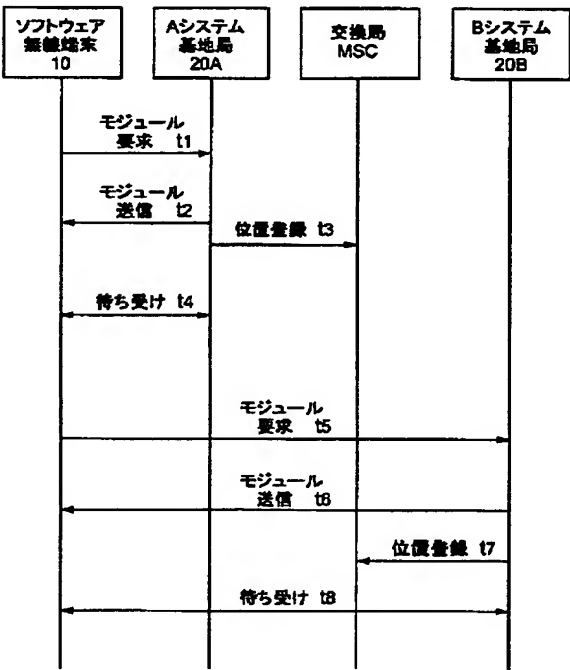 ソフトウェア
無線端末
10
Aシステム
基地局
20A
交換局
MSC
Bシステム
基地局
20B
モジュール
要求 t1
モジュール
送信 t2
位置登録 t3
待ち受け t4
モジュール
要求 t5
モジュール
送信 t6
位置登録 t7
待ち受け t8